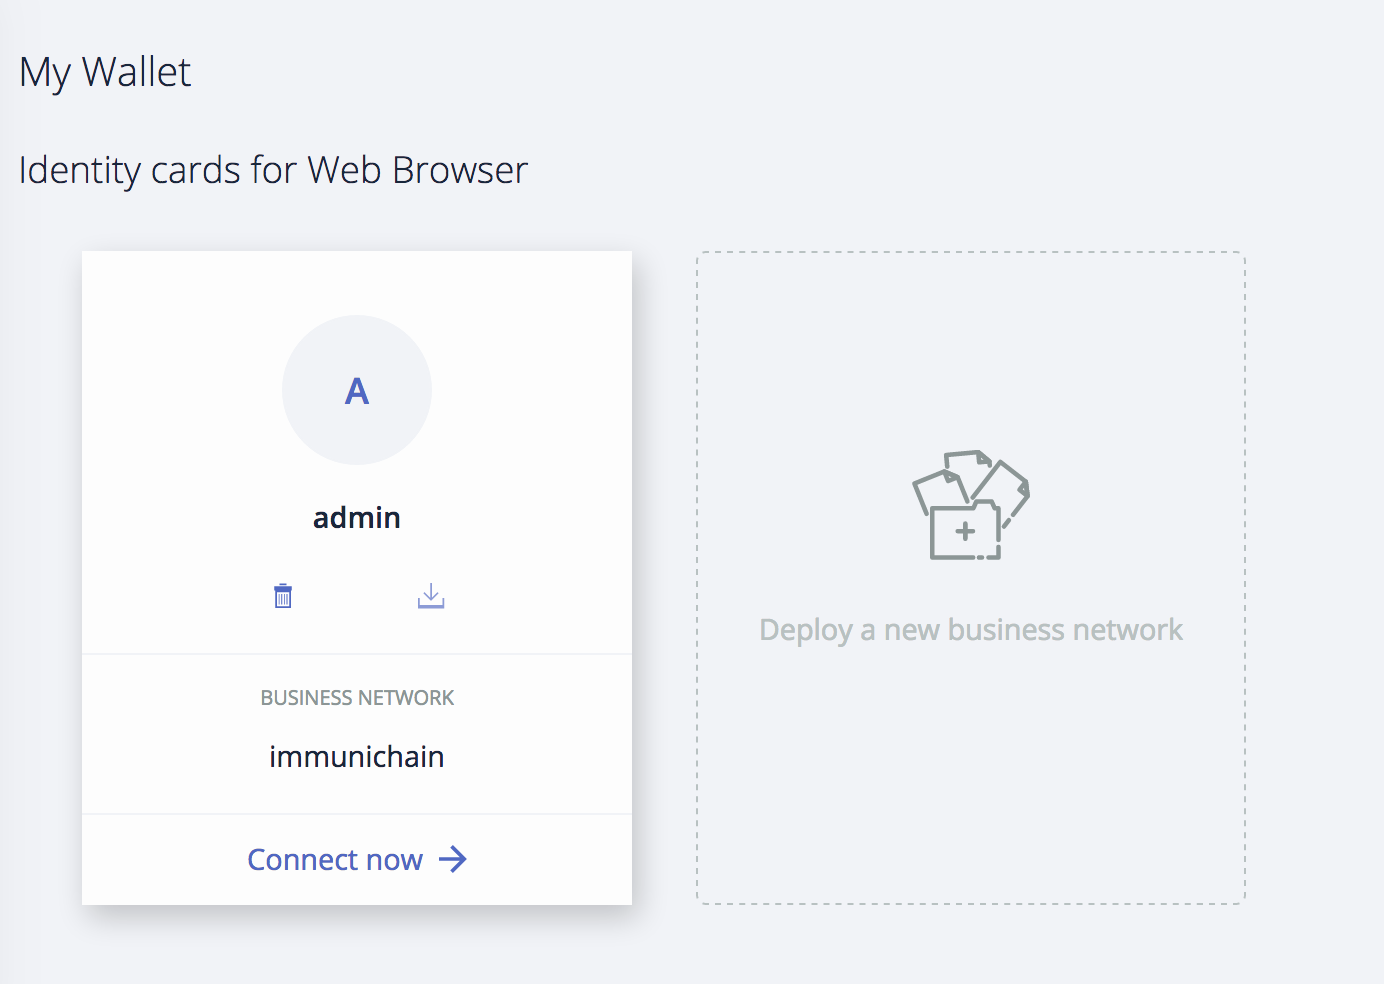 My Wallet
Identity cards for Web Browser
A
admin
BUSINESS NETWORK
immunichain
Connect now
Deploy a new business network